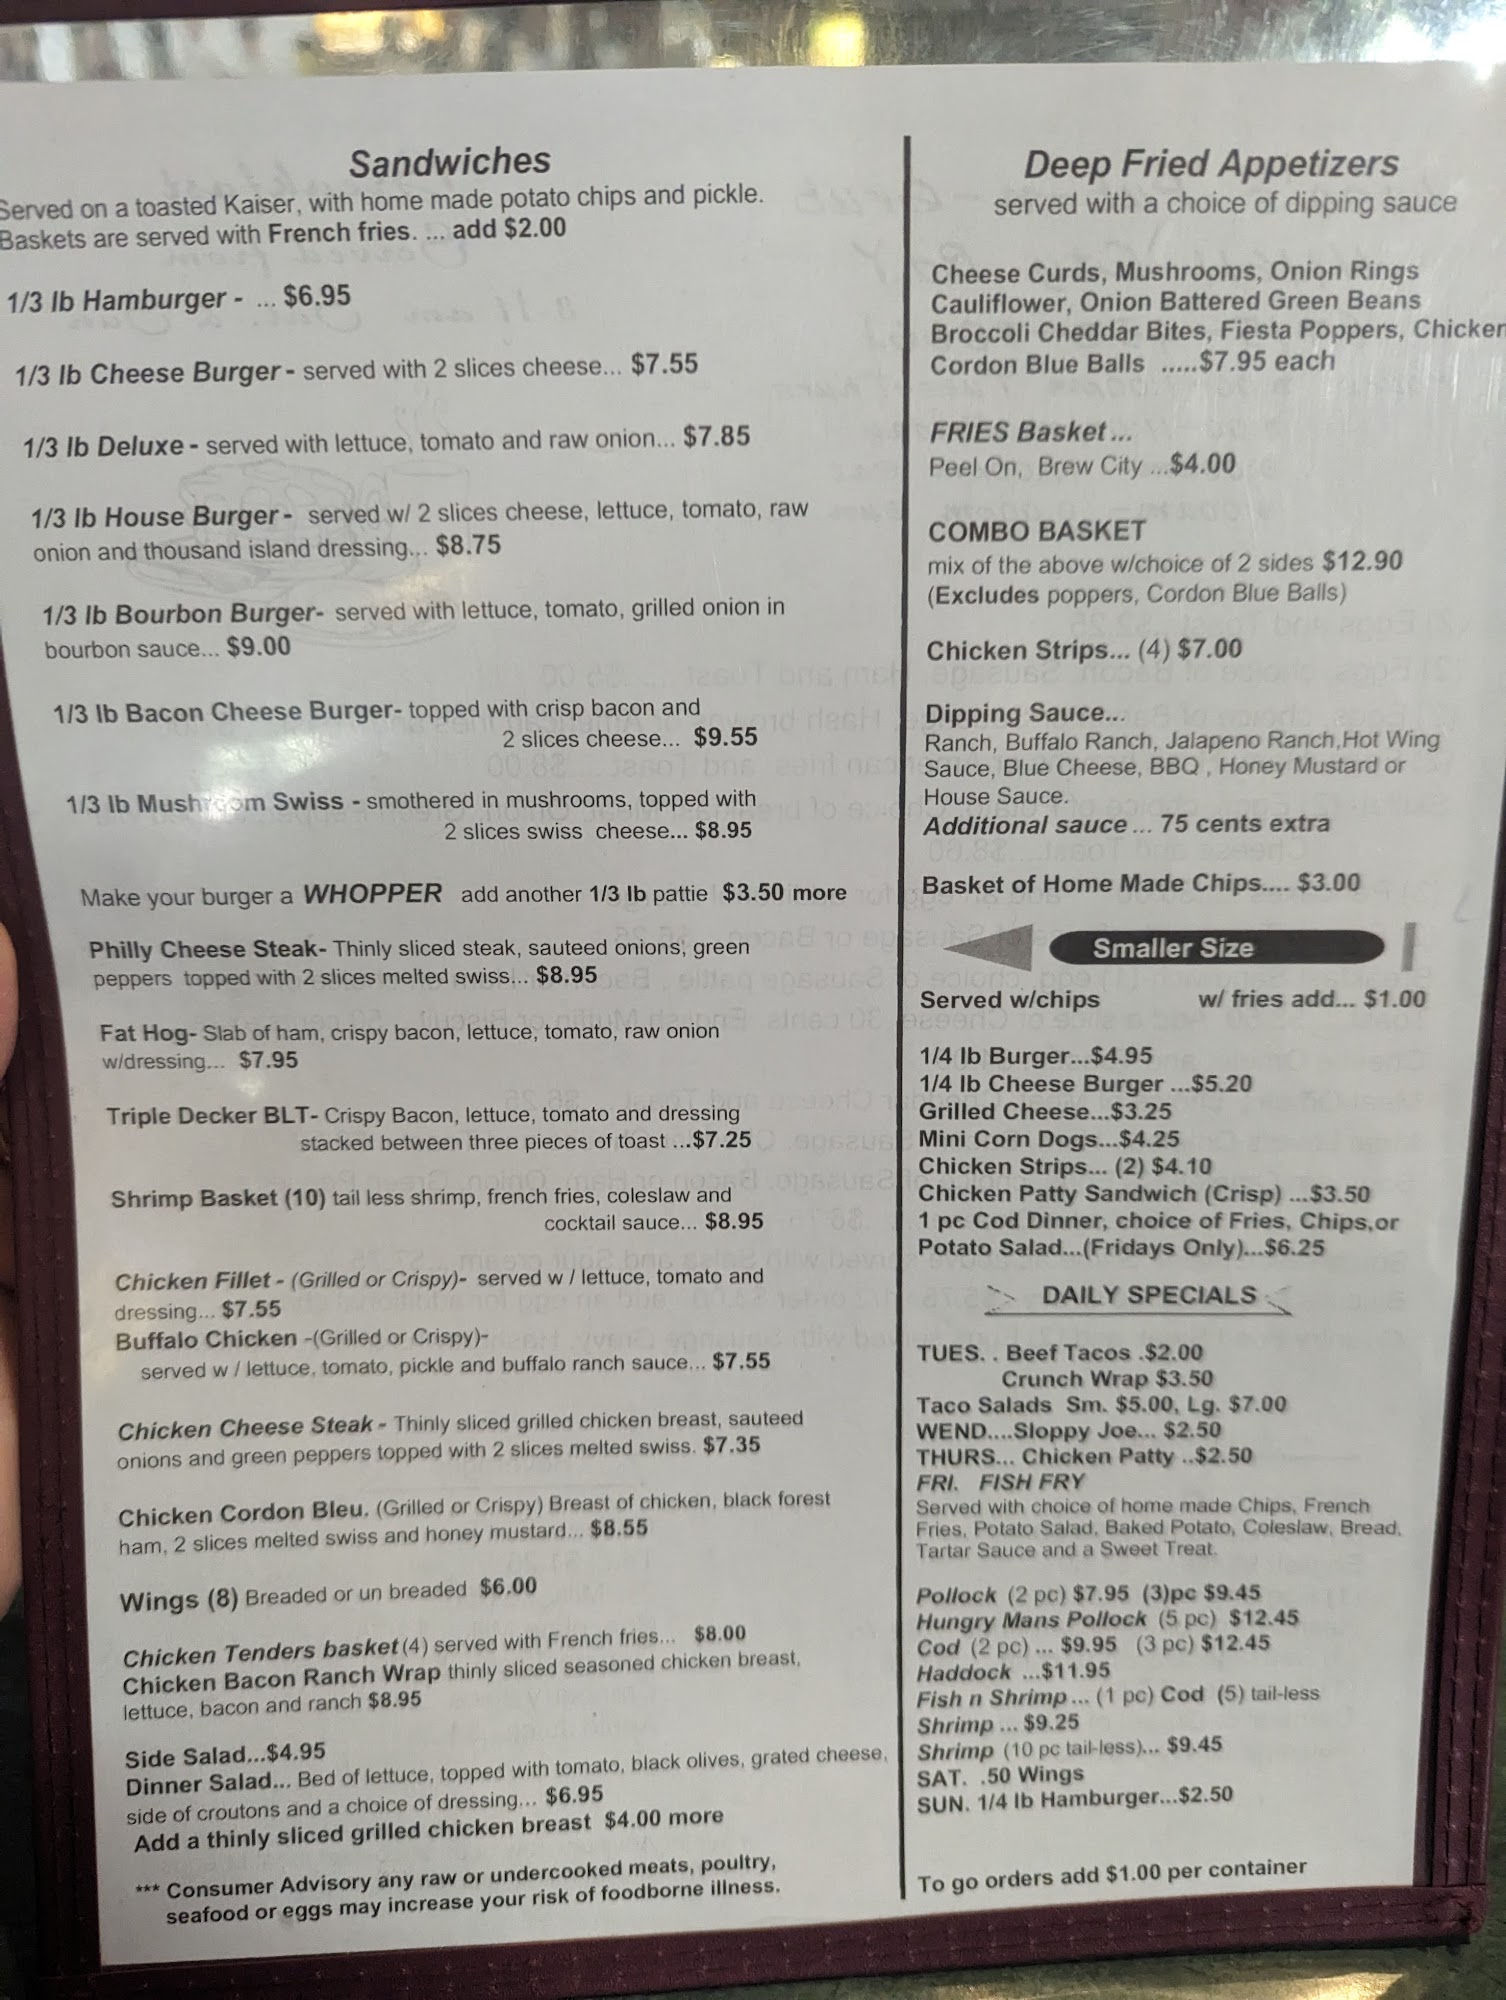 Sandwiches
Served on a toasted Kaiser, with home made potato chips and pickle.
Baskets are served with French fries. ... add $2.00
1/3 lb Hamburger - ... $6.95
1/3 lb Cheese Burger - served with 2 slices cheese... $7.55
1/3 lb Deluxe - served with lettuce, tomato and raw onion... $7.85
1/3 lb House Burger - served w/ 2 slices cheese, lettuce, tomato, raw
onion and thousand island dressing... $8.75
1/3 lb Bourbon Burger- served with lettuce, tomato, grilled onion in
bourbon sauce... $9.00
1/3 lb Bacon Cheese Burger- topped with crisp bacon and
2 slices cheese... $9.55
1/3 lb Mushroom Swiss - smothered in mushrooms, topped with
2 slices swiss cheese... $8.95
Make your burger a WHOPPER add another 1/3 lb pattie $3.50 more
Philly Cheese Steak- Thinly sliced steak, sauteed onions, green
peppers topped with 2 slices melted swiss... $8.95
Fat Hog- Slab of ham, crispy bacon, lettuce, tomato, raw onion
w/dressing... $7.95
Triple Decker BLT- Crispy Bacon, lettuce, tomato and dressing
stacked between three pieces of toast ...$7.25
Shrimp Basket (10) tail less shrimp, french fries, coleslaw and
cocktail sauce... $8.95
Chicken Fillet - (Grilled or Crispy)- served w / lettuce, tomato and
dressing... $7.55
Buffalo Chicken -(Grilled or Crispy)-
served w / lettuce, tomato, pickle and buffalo ranch sauce... $7.55
Chicken Cheese Steak - Thinly sliced grilled chicken breast, sauteed
onions and green peppers topped with 2 slices melted swiss. $7.35
Chicken Cordon Bleu. (Grilled or Crispy) Breast of chicken, black forest
ham, 2 slices melted swiss and honey mustard... $8.55
Wings (8) Breaded or un breaded $6.00
Chicken Tenders basket (4) served with French fries... $8.00
Chicken Bacon Ranch Wrap thinly sliced seasoned chicken breast,
lettuce, bacon and ranch $8.95
Side Salad...$4.95
Dinner Salad... Bed of lettuce, topped with tomato, black olives, grated cheese,
side of croutons and a choice of dressing... $6.95
Add a thinly sliced grilled chicken breast $4.00 more
*** Consumer Advisory any raw or undercooked meats, poultry,
seafood or eggs may increase your risk of foodborne illness.
Deep Fried Appetizers
served with a choice of dipping sauce
Cheese Curds, Mushrooms, Onion Rings
Cauliflower, Onion Battered Green Beans
Broccoli Cheddar Bites, Fiesta Poppers, Chicken
Cordon Blue Balls .....$7.95 each
FRIES Basket...
Peel On, Brew City ...$4.00
COMBO BASKET
mix of the above w/choice of 2 sides $12.90
(Excludes poppers, Cordon Blue Balls)
Chicken Strips... (4) $7.00
Dipping Sauce...
Ranch, Buffalo Ranch, Jalapeno Ranch,Hot Wing
Sauce, Blue Cheese, BBQ , Honey Mustard or
House Sauce.
Additional sauce ... 75 cents extra
Basket of Home Made Chips.... $3.00
Smaller Size
Served w/chips w/ fries add... $1.00
1/4 lb Burger...$4.95
1/4 lb Cheese Burger ...$5.20
Grilled Cheese...$3.25
Mini Corn Dogs...$4.25
Chicken Strips... (2) $4.10
Chicken Patty Sandwich (Crisp) ...$3.50
1 pc Cod Dinner, choice of Fries, Chips,or
Potato Salad...(Fridays Only)...$6.25
DAILY SPECIALS
TUES. . Beef Tacos .$2.00
Crunch Wrap $3.50
Taco Salads Sm. $5.00, Lg. $7.00
WEND....Sloppy Joe... $2.50
THURS... Chicken Patty ..$2.50
FRI. FISH FRY
Served with choice of home made Chips, French
Fries, Potato Salad, Baked Potato, Coleslaw, Bread,
Tartar Sauce and a Sweet Treat.
Pollock (2 pc) $7.95 (3)pc $9.45
Hungry Mans Pollock (5 pc) $12.45
Cod (2 pc) ... $9.95 (3 pc) $12.45
Haddock ...$11.95
Fish n Shrimp ... (1 pc) Cod (5) tail-less
Shrimp ... $9.25
Shrimp (10 pc tail-less)... $9.45
SAT. .50 Wings
SUN. 1/4 lb Hamburger...$2.50
To go orders add $1.00 per container